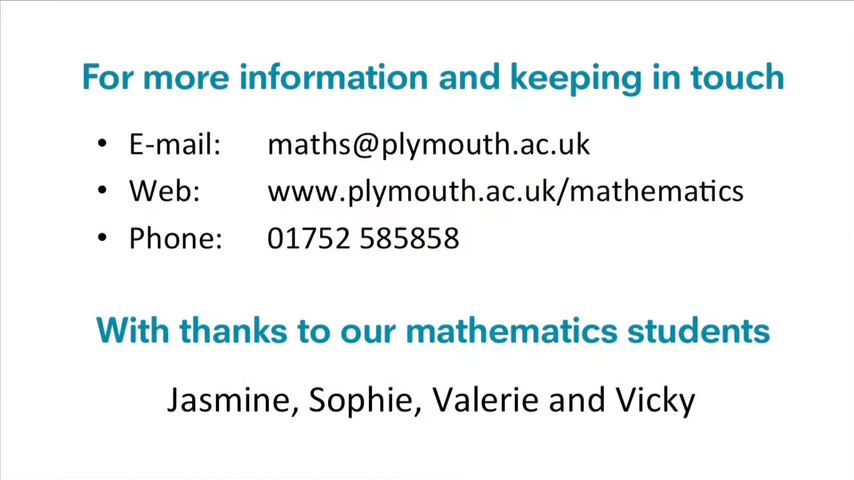 For more information and keeping in touch
• E-mail: maths@plymouth.ac.uk
• Web: www.plymouth.ac.uk/mathematics
• Phone: 01752 585858
With thanks to our mathematics students
Jasmine, Sophie, Valerie and Vicky